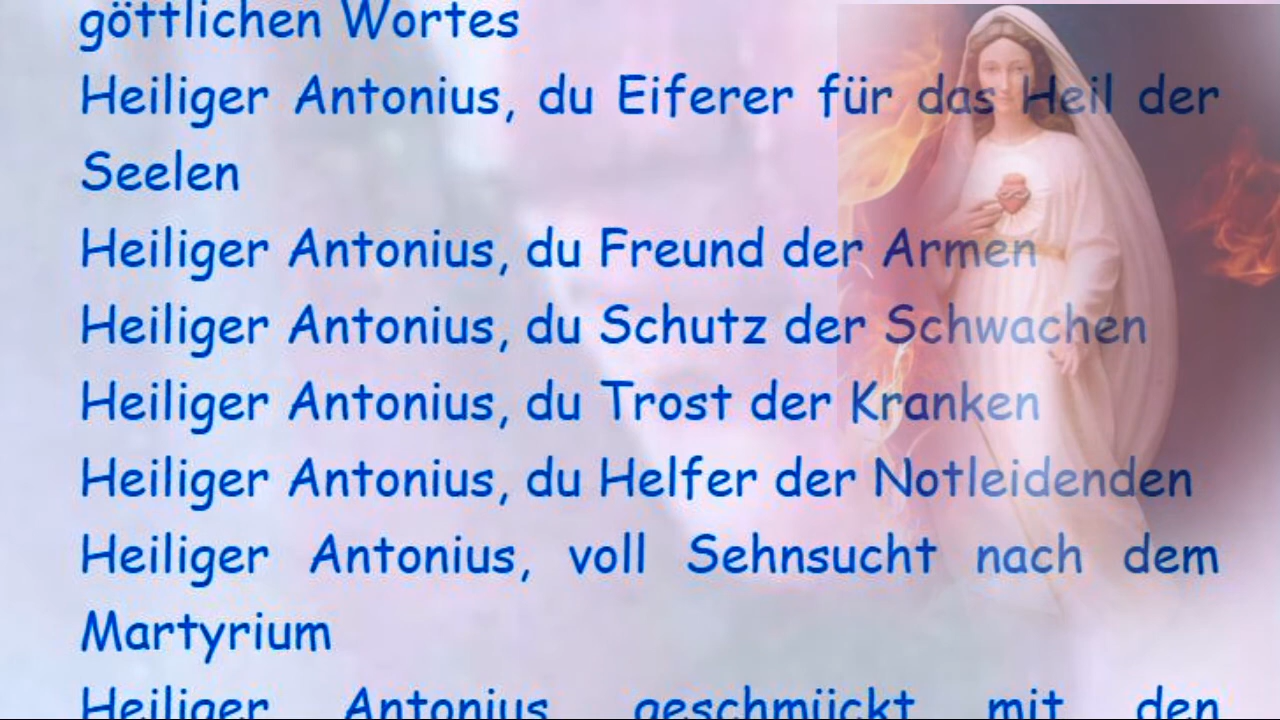 göttlichen Wortes
Heiliger Antonius, du Eiferer für das Heil der
Seelen
Heiliger Antonius, du Freund der Armen
Heiliger Antonius, du Schutz der Schwachen
Heiliger Antonius, du Trost der Kranken
Heiliger Antonius, du Helfer der Notleidenden
Heiliger Antonius, voll Sehnsucht nach dem
Martyrium
Heiliger Antonius geschmückt mit den